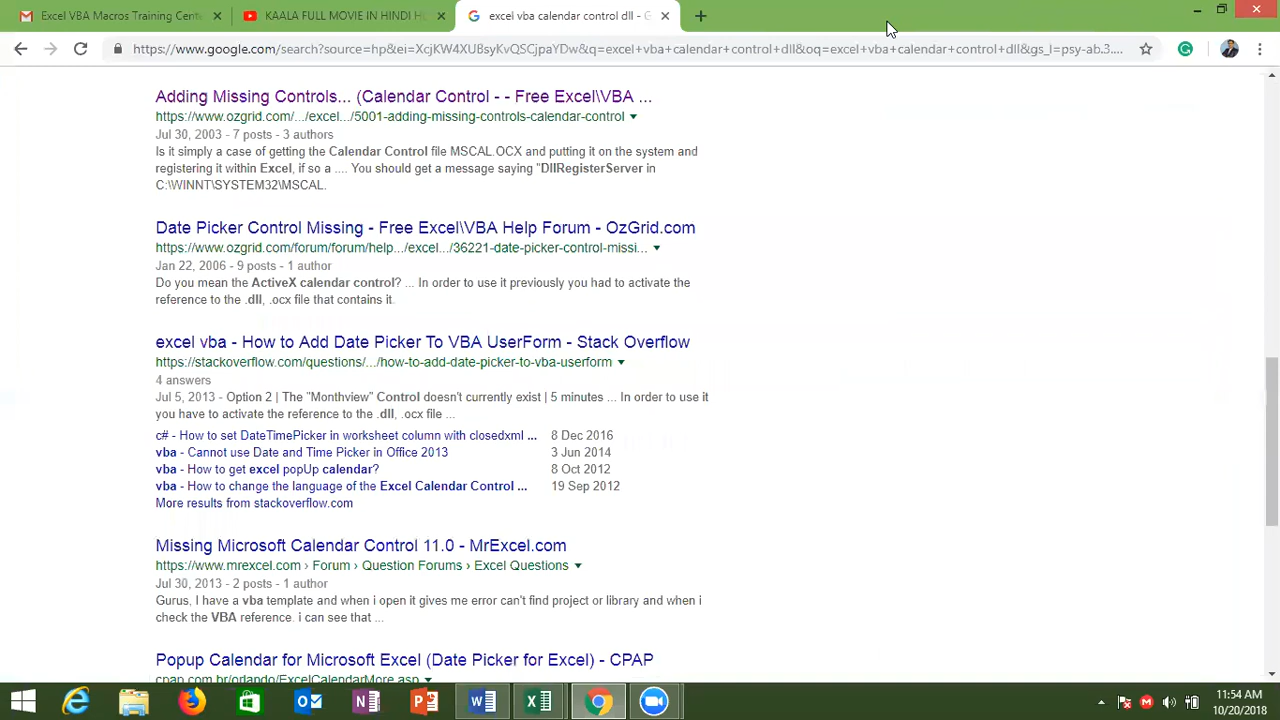 Excel VBA Macros Training Cente
KAALA FULL MOVIE IN HINDI HD
excel vba calendar control dll - G
https://www.google.com/search?source=hp&ei=XcjKW4XUBsyKvQSCjpaYDw&q=excel+vba+calendar+control+dll&oq=excel+vba+calendar+control+dll&gs_l=psy-ab.3....
Adding Missing Controls... (Calendar Control - - Free Excel\VBA ...
https://www.ozgrid.com/.../excel.../5001-adding-missing-controls-calendar-control
Jul 30, 2003 - 7 posts - 3 authors
Is it simply a case of getting the Calendar Control file MSCAL.OCX and putting it on the system and
registering it within Excel, if so a .... You should get a message saying "DllRegisterServer in
C:\WINNT\SYSTEM32\MSCAL.
Date Picker Control Missing - Free Excel\VBA Help Forum - OzGrid.com
https://www.ozgrid.com/forum/forum/help.../excel.../36221-date-picker-control-missi...
Jan 22, 2006 - 9 posts - 1 author
Do you mean the ActiveX calendar control? ... In order to use it previously you had to activate the
reference to the .dll, .ocx file that contains it.
excel vba - How to Add Date Picker To VBA UserForm - Stack Overflow
https://stackoverflow.com/questions/.../how-to-add-date-picker-to-vba-userform
4 answers
Jul 5, 2013 - Option 2 | The "Monthview" Control doesn't currently exist | 5 minutes ... In order to use it
you have to activate the reference to the .dll, .ocx file ...
c# - How to set DateTimePicker in worksheet column with closedxml ... 8 Dec 2016
vba - Cannot use Date and Time Picker in Office 2013 3 Jun 2014
vba - How to get excel popUp calendar? 8 Oct 2012
vba - How to change the language of the Excel Calendar Control ... 19 Sep 2012
More results from stackoverflow.com
Missing Microsoft Calendar Control 11.0 - MrExcel.com
https://www.mrexcel.com › Forum › Question Forums › Excel Questions
Jul 30, 2013 - 2 posts - 1 author
Gurus, I have a vba template and when i open it gives me error can't find project or library and when i
check the VBA reference. i can see that ...
Popup Calendar for Microsoft Excel (Date Picker for Excel) - CPAP
cpap.com.br/orlando/ExcelCalendarMore.asp
11:54 AM
10/20/2018